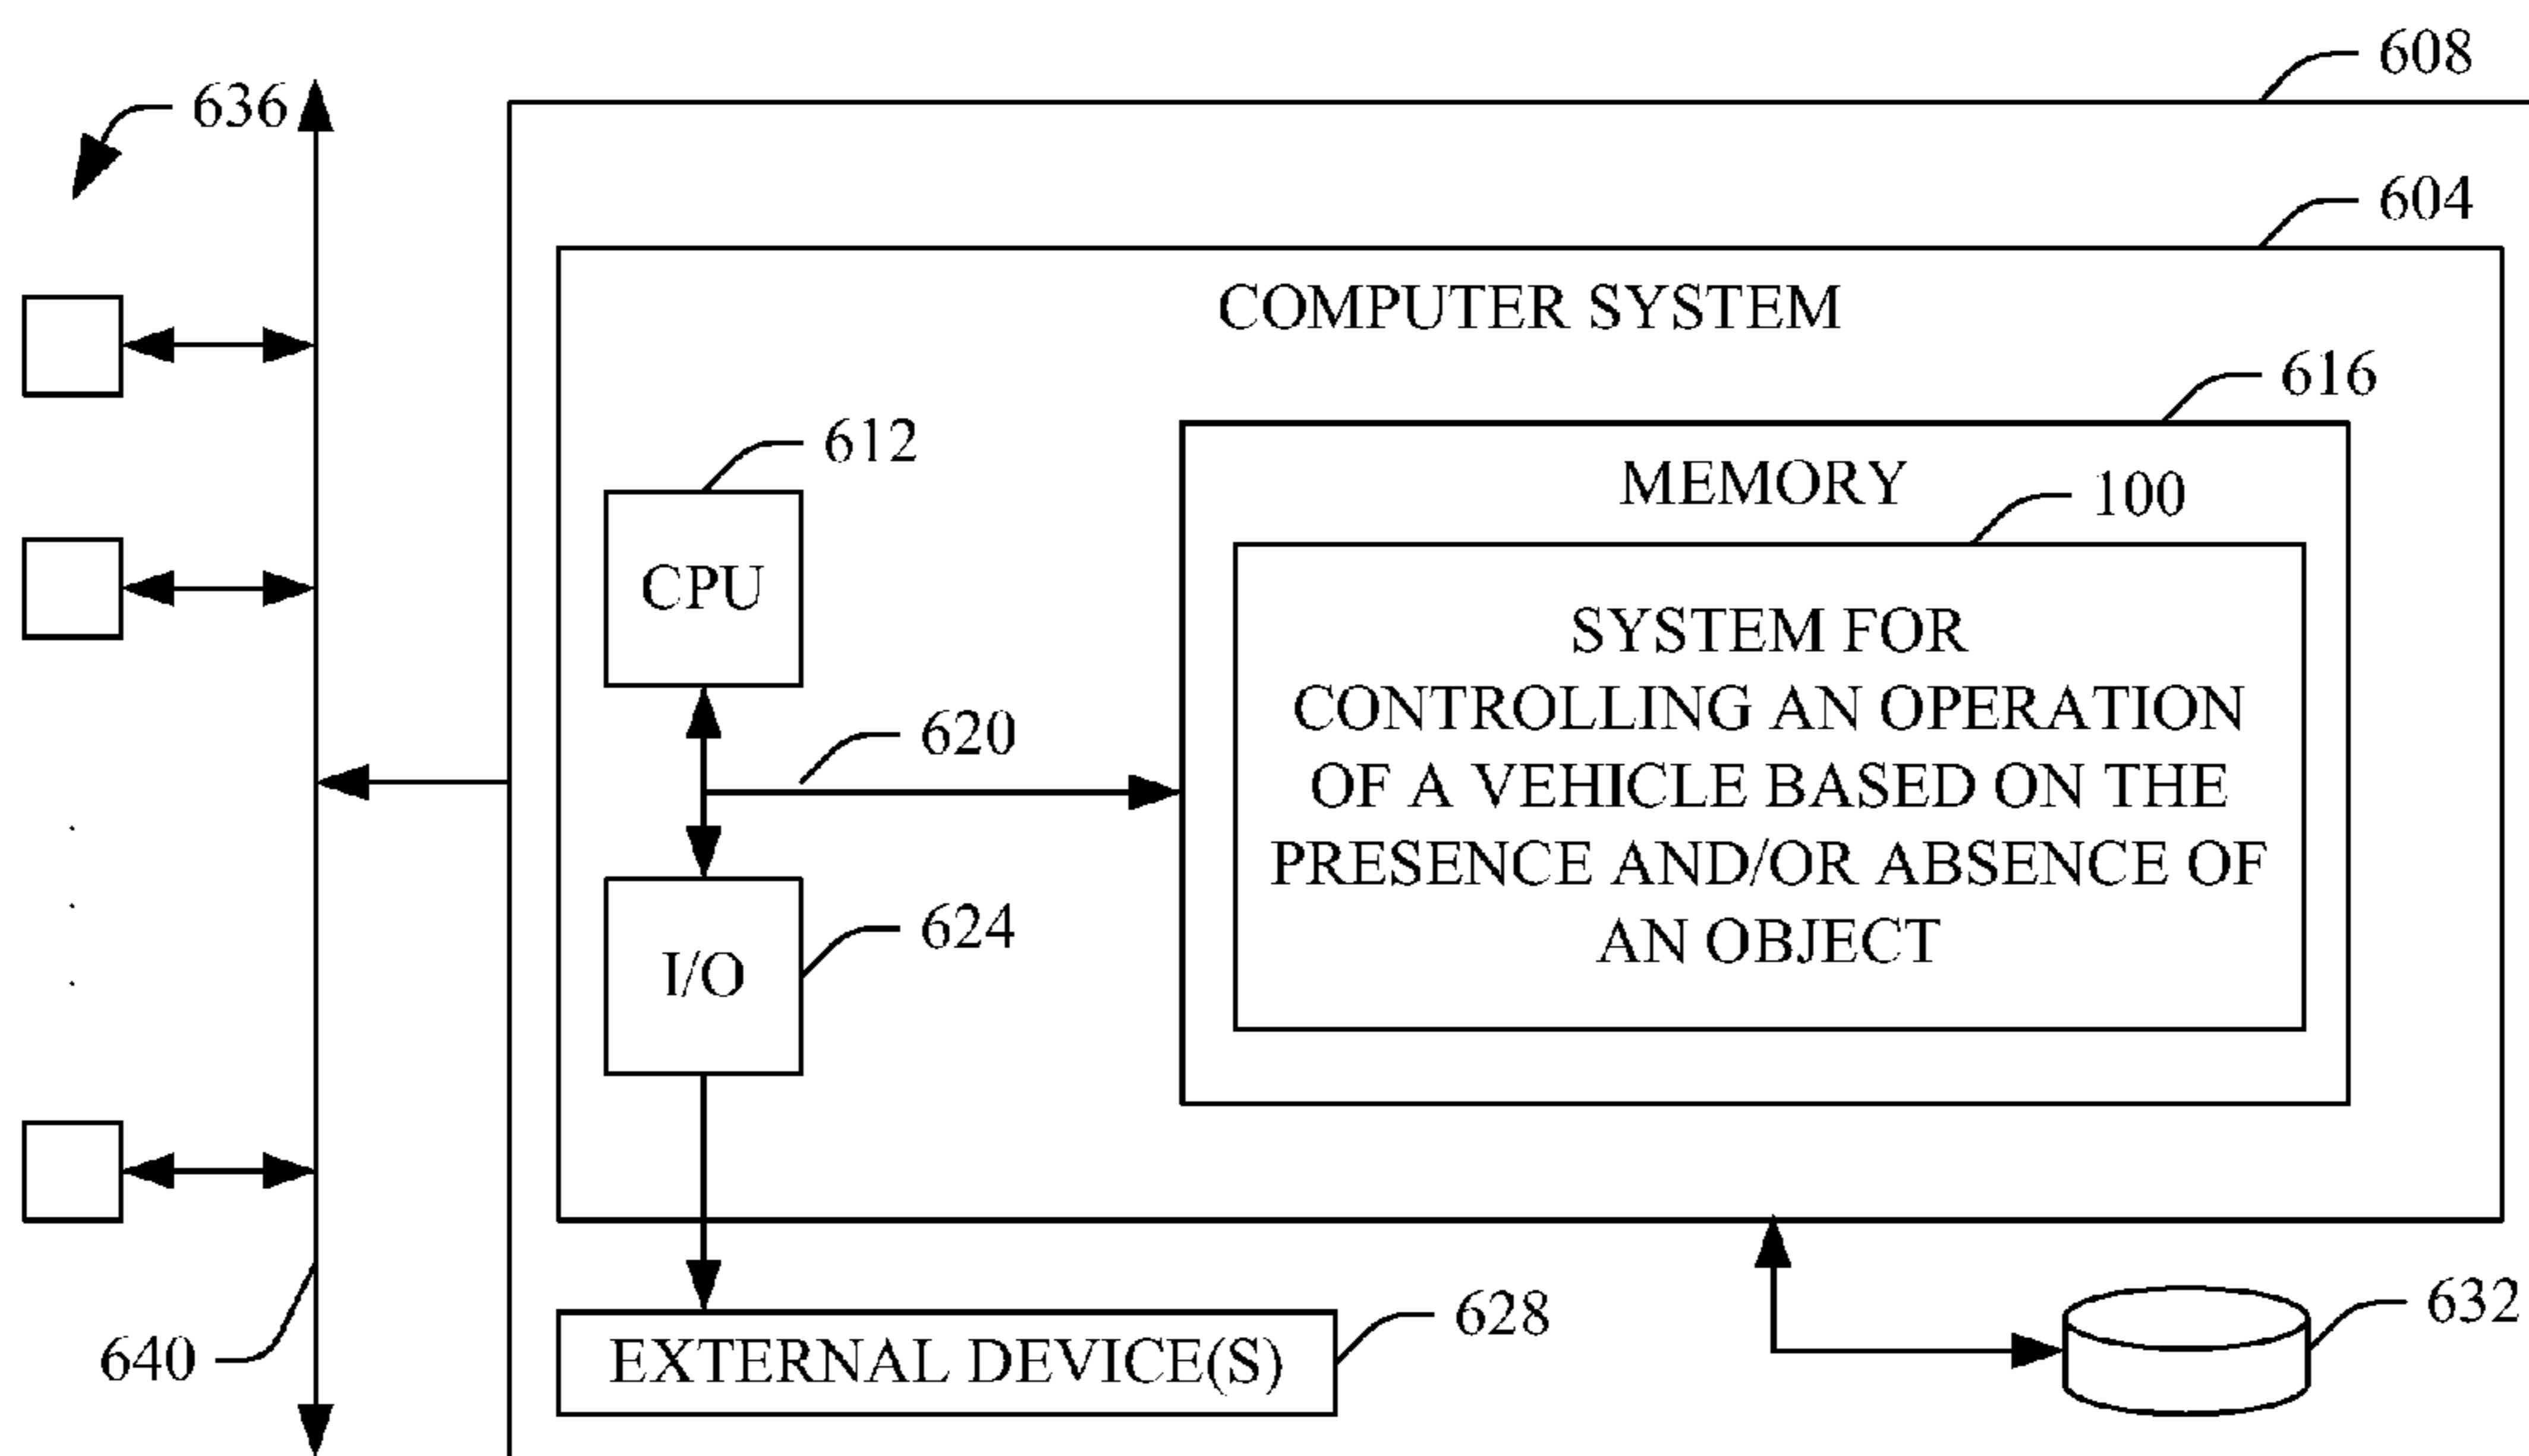 608
636
604
COMPUTER SYSTEM
616
612
MEMORY
100
CPU
SYSTEM FOR
CONTROLLING AN OPERATION
OF A VEHICLE BASED ON THE
PRESENCE AND/OR ABSENCE OF
AN OBJECT
620
624
I/O
628
632
EXTERNAL DEVICE(S)
640